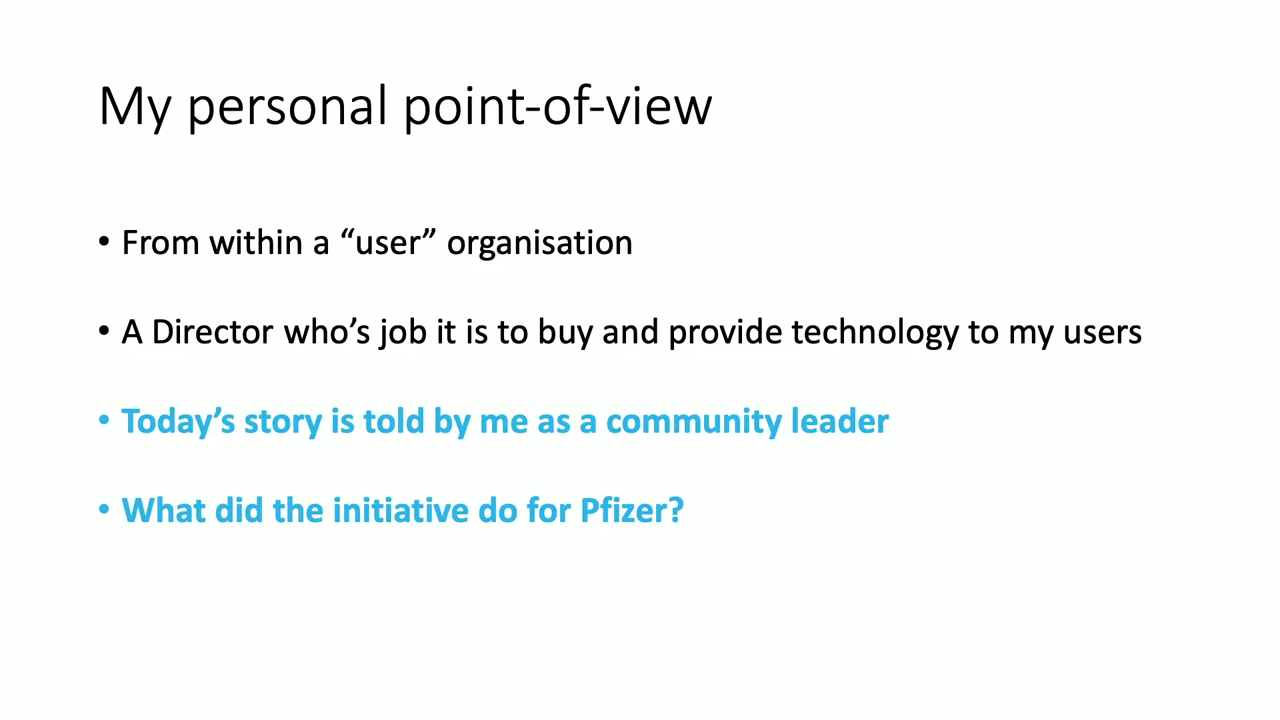 My personal point-of-view
• From within a “user” organisation
• A Director who’s job it is to buy and provide technology to my users
• Today’s story is told by me as a community leader
• What did the initiative do for Pfizer?